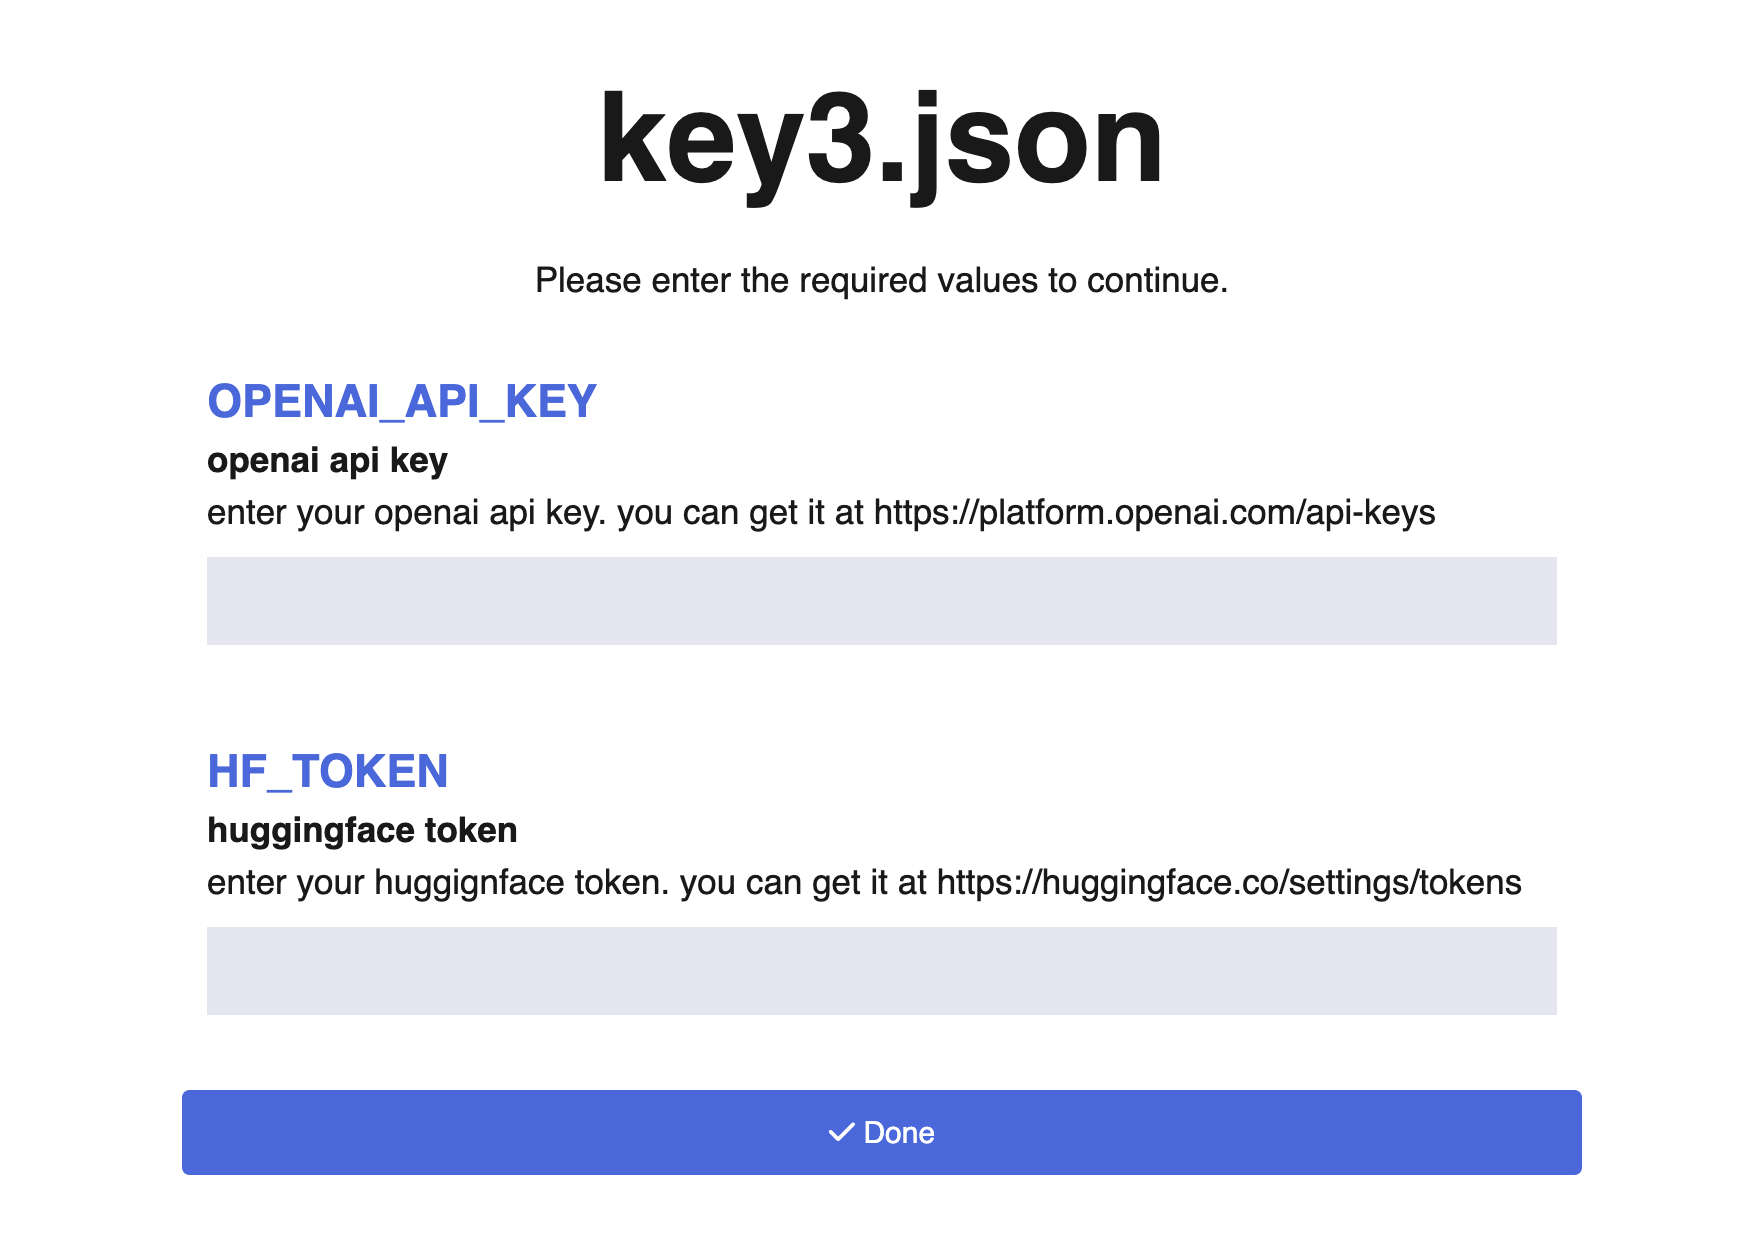 key3.json
Please enter the required values to continue.
OPENAI_API_KEY
openai api key
enter your openai api key. you can get it at https://platform.openai.com/api-keys
HF_TOKEN
huggingface token
enter your huggignface token. you can get it at https://huggingface.co/settings/tokens
Done